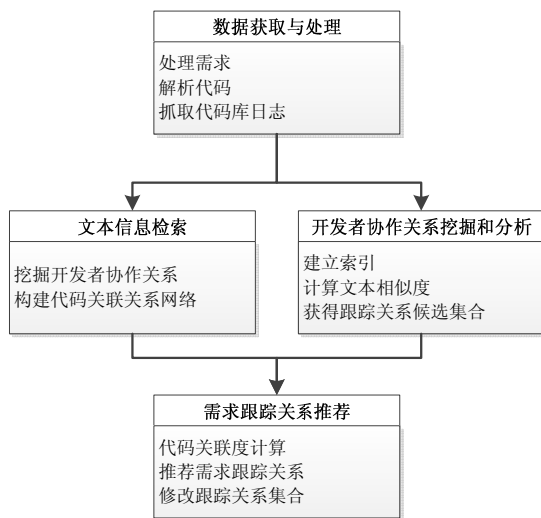 数据获取与处理
处理需求
解析代码
抓取代码库日志
文本信息检索
挖掘开发者协作关系
构建代码关联关系网络
开发者协作关系挖掘和分析
建立索引
计算文本相似度
获得跟踪关系候选集合
需求跟踪关系推荐
代码关联度计算
推荐需求跟踪关系
修改跟踪关系集合